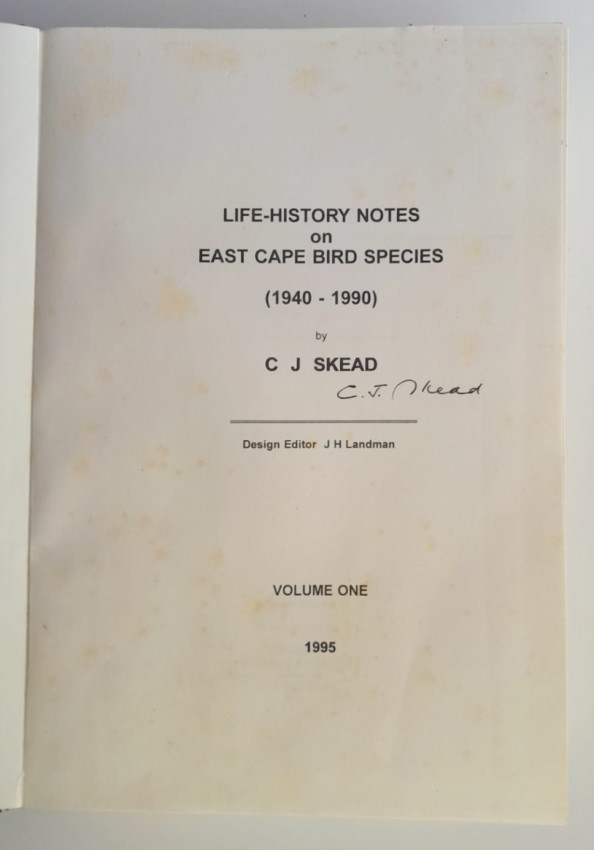 LIFE-HISTORY NOTES
on
EAST CAPE BIRD SPECIES
(1940 - 1990)
by
C J SKEAD
C. J. Skead
Design Editor J H Landman
VOLUME ONE
1995